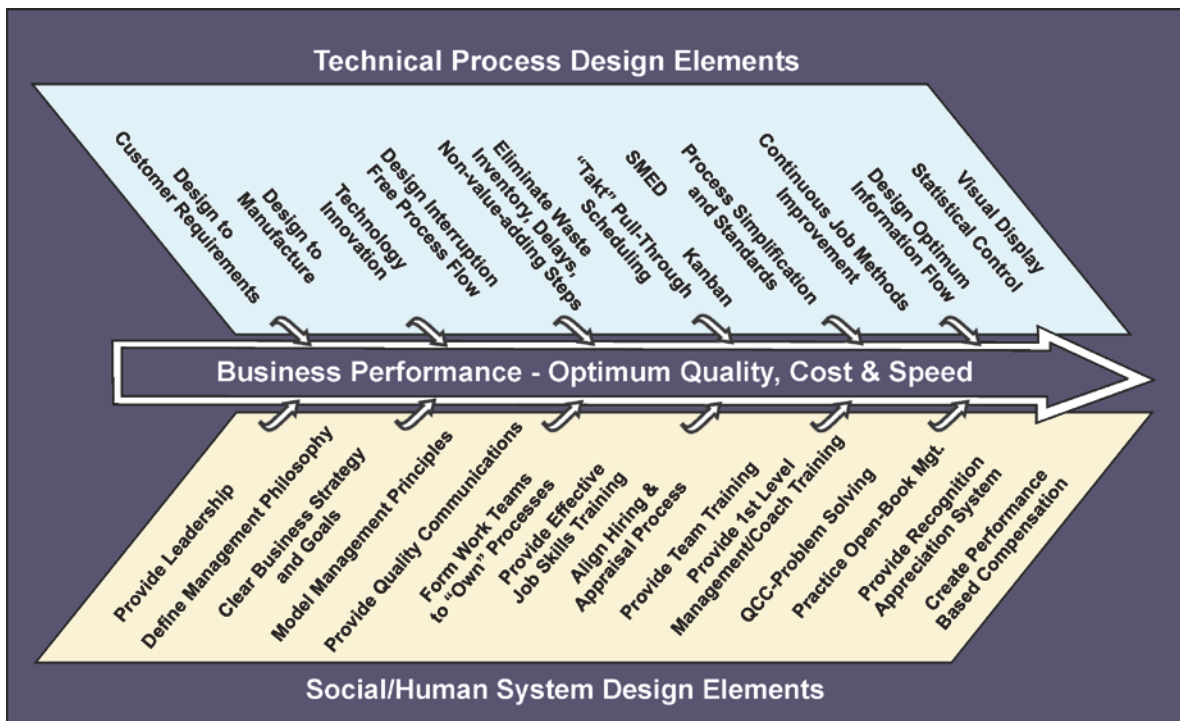 Technical Process Design Elements
Design to
Customer Requirements
Design to
Manufacture
Technology
Innovation
Design Interruption
Free Process Flow
Eliminate Waste
Inventory, Delays,
Non-value-adding Steps
“Takt” Pull-Through
Scheduling
SMED
Kanban
Process Simplification
and Standards
Continuous Job Methods
Improvement
Design Optimum
Information Flow
Statistical Control
Visual Display
Business Performance - Optimum Quality, Cost & Speed
Provide Leadership
Define Management Philosophy
Clear Business Strategy
and Goals
Model Management Principles
Provide Quality Communications
Form Work Teams
to “Own” Processes
Provide Effective
Job Skills Training
Align Hiring &
Appraisal Process
Provide Team Training
Provide 1st Level
Management/Coach Training
QCC-Problem Solving
Practice Open-Book Mgt.
Provide Recognition
Appreciation System
Create Performance
Based Compensation
Social/Human System Design Elements